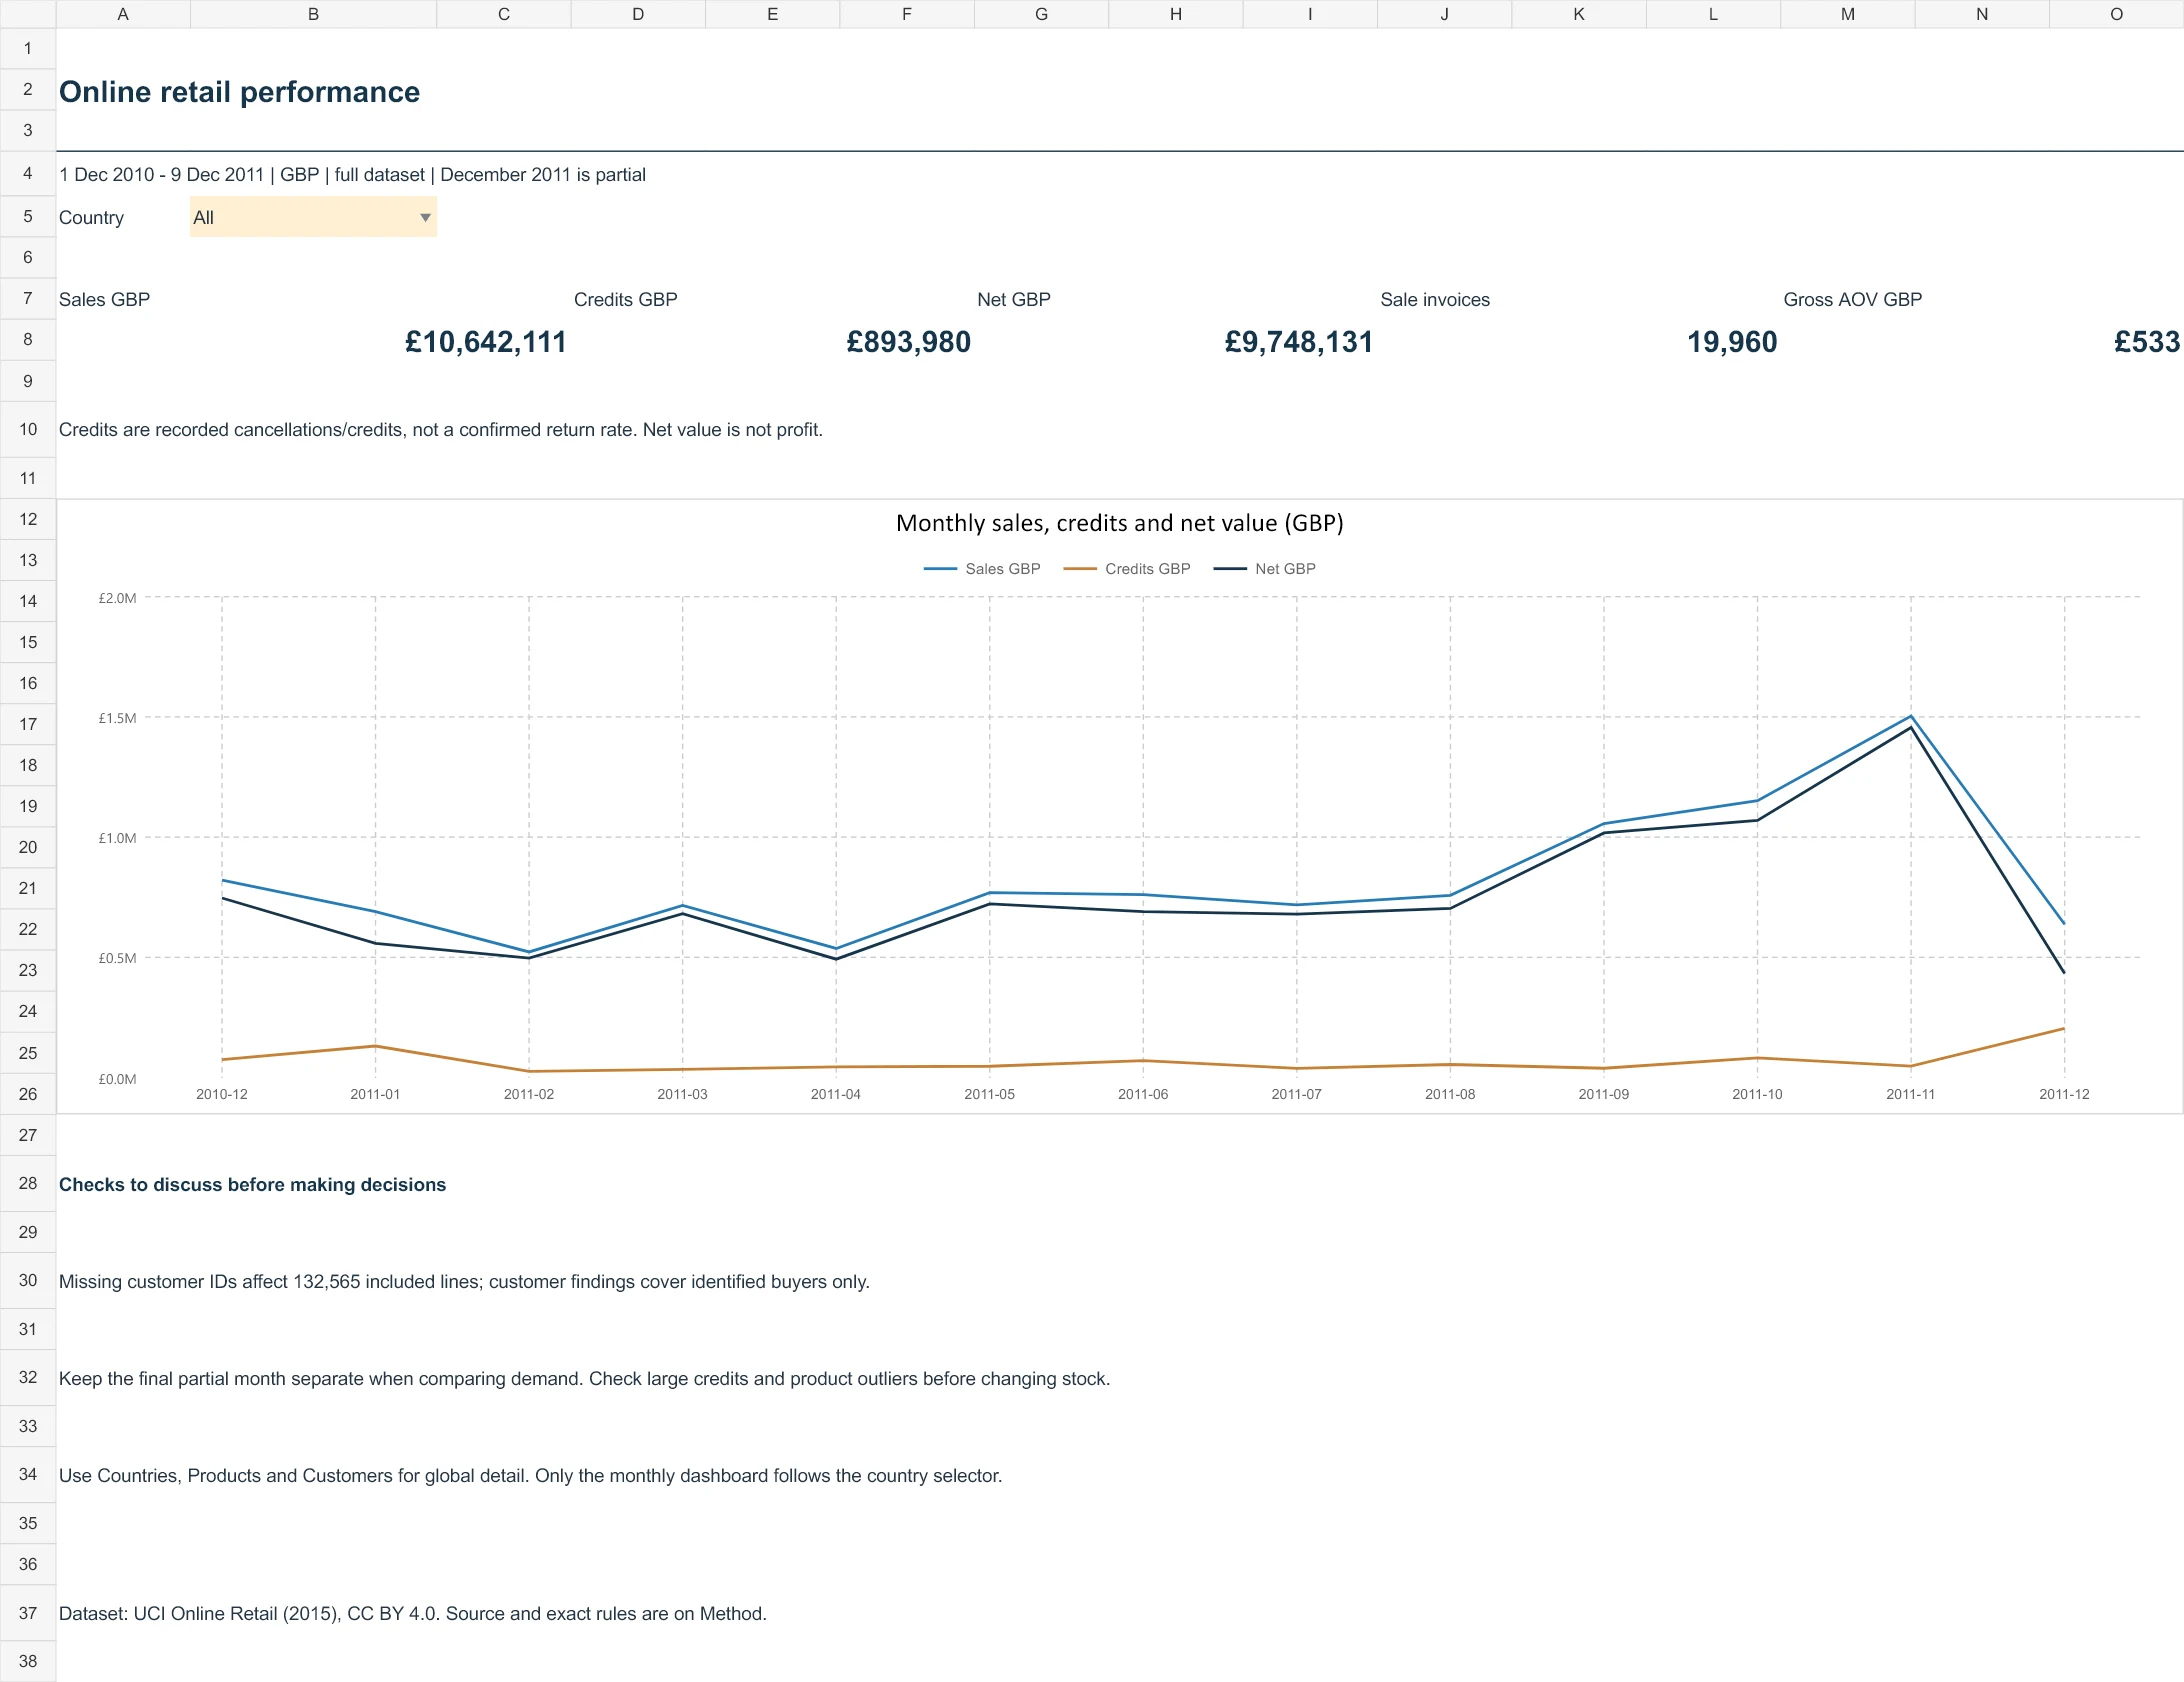 A B C D E F G H I J K L M N O
1
2 Online retail performance
3
4 1 Dec 2010 - 9 Dec 2011 | GBP | full dataset | December 2011 is partial
5 Country All
6
7 Sales GBP Credits GBP Net GBP Sale invoices Gross AOV GBP
8 £10,642,111 £893,980 £9,748,131 19,960 £533
9
10 Credits are recorded cancellations/credits, not a confirmed return rate. Net value is not profit.
11
12 Monthly sales, credits and net value (GBP)
13 Sales GBP Credits GBP Net GBP
14 £2.0M
15
16
17 £1.5M
18
19
20 £1.0M
21
22
23 £0.5M
24
25
£0.0M
26 2010-12 2011-01 2011-02 2011-03 2011-04 2011-05 2011-06 2011-07 2011-08 2011-09 2011-10 2011-11 2011-12
27
28 Checks to discuss before making decisions
29
30 Missing customer IDs affect 132,565 included lines; customer findings cover identified buyers only.
31
32 Keep the final partial month separate when comparing demand. Check large credits and product outliers before changing stock.
33
34 Use Countries, Products and Customers for global detail. Only the monthly dashboard follows the country selector.
35
36
37 Dataset: UCI Online Retail (2015), CC BY 4.0. Source and exact rules are on Method.
38